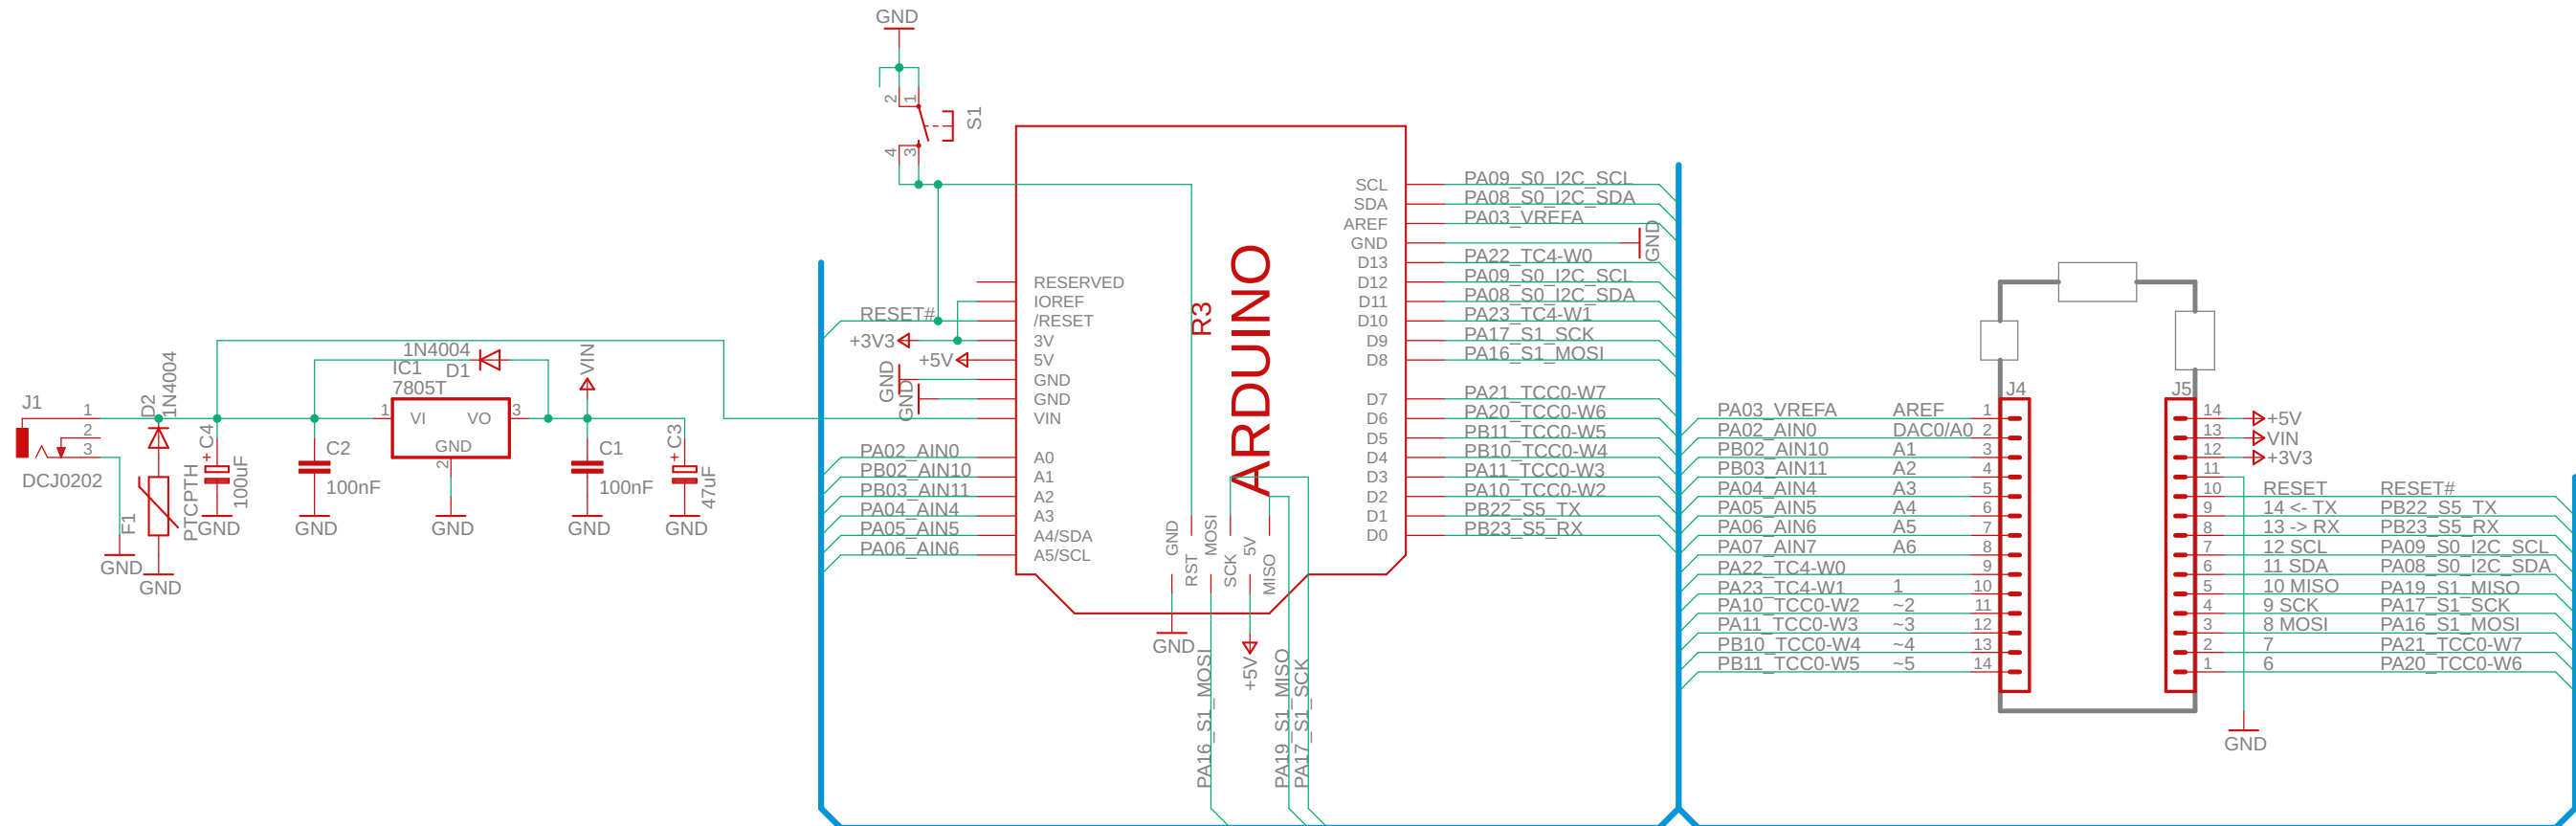 GND
2
1
S1
4
3
J1
1
2
3
DCJ0202
GND
F1
D2
1N4004
PTCPTH
GND
C4
+
100uF
GND
C2
100nF
GND
1N4004
D1
IC1
7805T
1
VI
VO
3
GND
2
GND
VIN
C1
100nF
GND
C3
+
47uF
GND
RESET#
+3V3
+5V
GND
GND
PA02_AIN0
PB02_AIN10
PB03_AIN11
PA04_AIN4
PA05_AIN5
PA06_AIN6
RESERVED
IOREF
/RESET
3V
5V
GND
GND
VIN
A0
A1
A2
A3
A4/SDA
A5/SCL
R3
ARDUINO
GND
RST
MOSI
SCK
5V
MISO
GND
PA16_S1_MOSI
+5V
PA19_S1_MISO
PA17_S1_SCK
SCL PA09_S0_I2C_SCL
SDA PA08_S0_I2C_SDA
AREF PA03_VREFA
GND GND
D13 PA22_TC4-W0
D12 PA09_S0_I2C_SCL
D11 PA08_S0_I2C_SDA
D10 PA23_TC4-W1
D9 PA17_S1_SCK
D8 PA16_S1_MOSI
D7 PA21_TCC0-W7
D6 PA20_TCC0-W6
D5 PB11_TCC0-W5
D4 PB10_TCC0-W4
D3 PA11_TCC0-W3
D2 PA10_TCC0-W2
D1 PB22_S5_TX
D0 PB23_S5_RX
J4
PA03_VREFA AREF 1
PA02_AIN0 DAC0/A0 2
PB02_AIN10 A1 3
PB03_AIN11 A2 4
PA04_AIN4 A3 5
PA05_AIN5 A4 6
PA06_AIN6 A5 7
PA07_AIN7 A6 8
PA22_TC4-W0 9
PA23_TC4-W1 1 10
PA10_TCC0-W2 ~2 11
PA11_TCC0-W3 ~3 12
PB10_TCC0-W4 ~4 13
PB11_TCC0-W5 ~5 14
J5
14 +5V
13 VIN
12 +3V3
11
10 RESET RESET#
9 14 <- TX PB22_S5_TX
8 13 -> RX PB23_S5_RX
7 12 SCL PA09_S0_I2C_SCL
6 11 SDA PA08_S0_I2C_SDA
5 10 MISO PA19_S1_MISO
4 9 SCK PA17_S1_SCK
3 8 MOSI PA16_S1_MOSI
2 7 PA21_TCC0-W7
1 6 PA20_TCC0-W6
GND